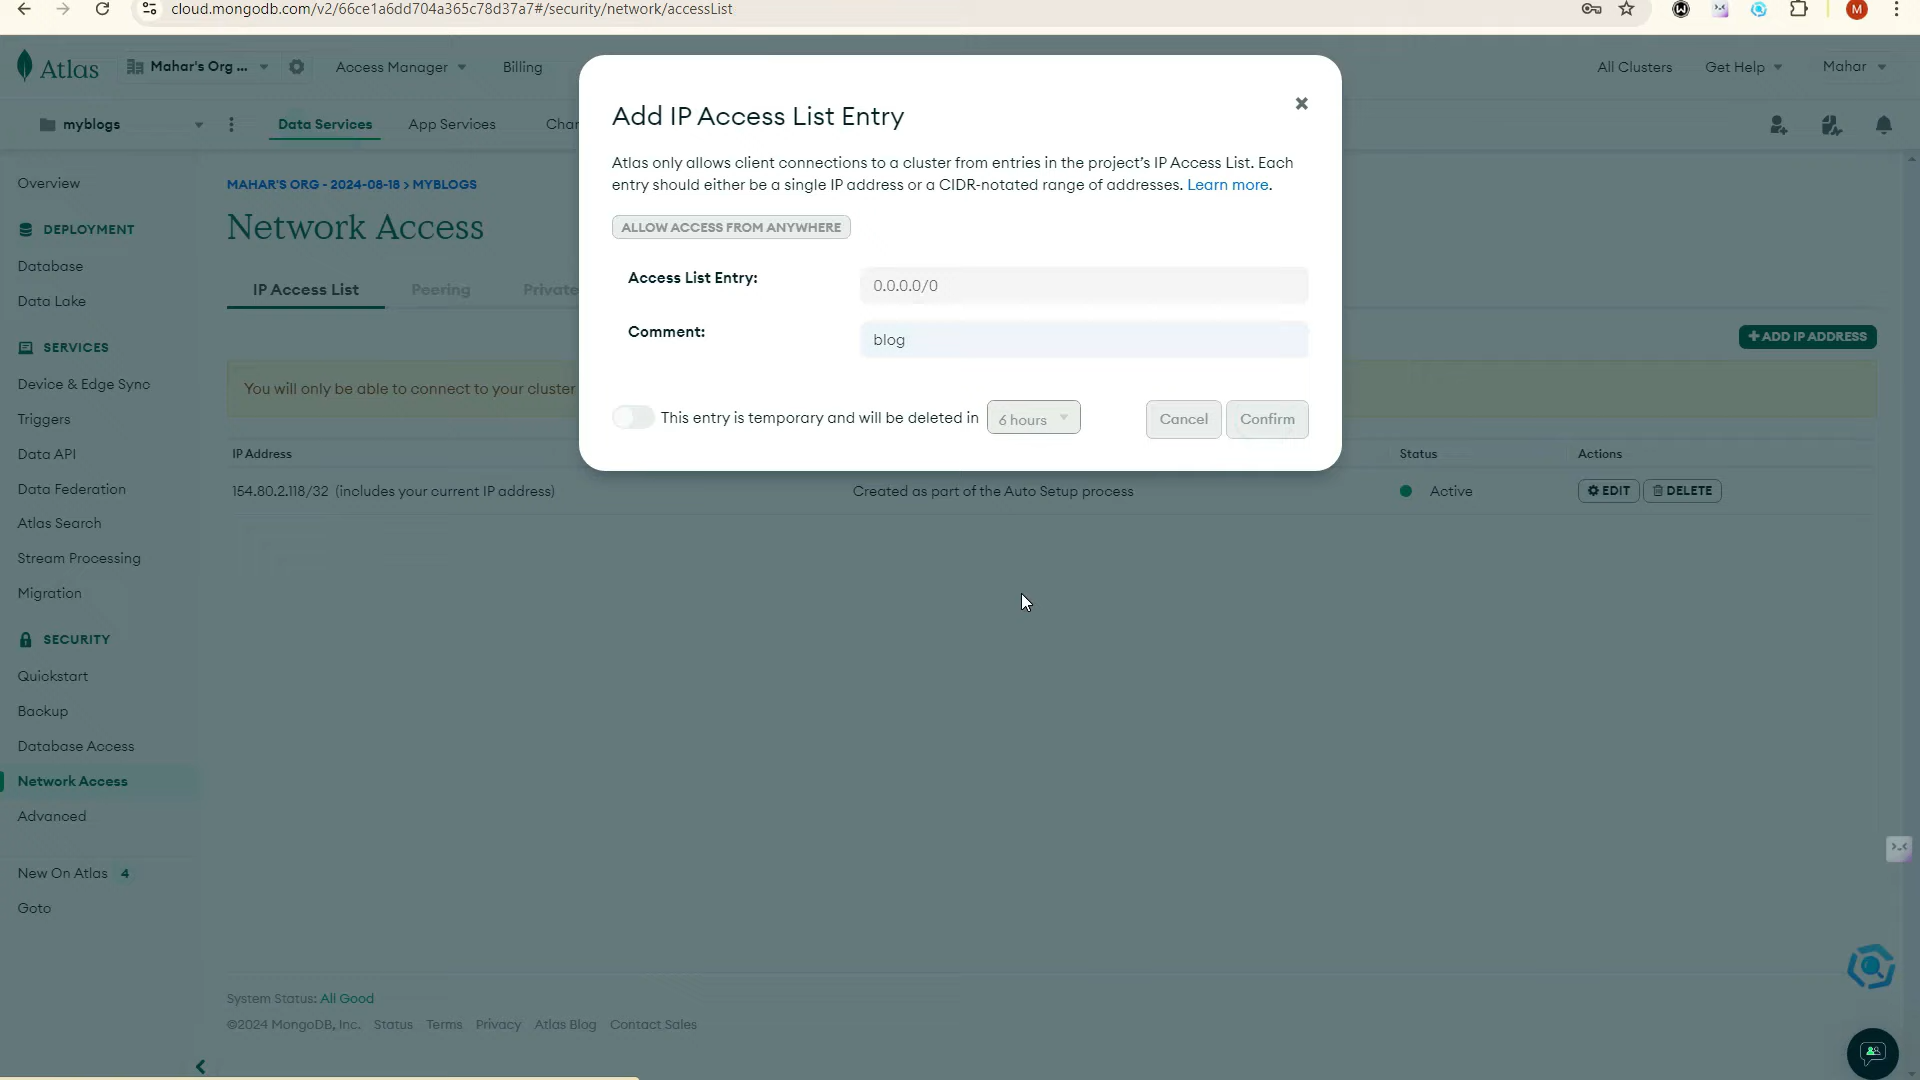 cloud.mongodb.com/v2/66ce1a6dd704a365c78d37a7#/security/network/accessList
M
Atlas
Mahar's Org ...
Access Manager
Billing
All Clusters
Get Help
Mahar
myblogs
Data Services
App Services
Char
Add IP Access List Entry
Atlas only allows client connections to a cluster from entries in the project's IP Access List. Each
entry should either be a single IP address or a CIDR-notated range of addresses. Learn more.
ALLOW ACCESS FROM ANYWHERE
Access List Entry:
0.0.0.0/0
Comment:
blog
This entry is temporary and will be deleted in
6 hours
Cancel
Confirm
Overview
DEPLOYMENT
Database
Data Lake
SERVICES
Device & Edge Sync
Triggers
Data API
Data Federation
Atlas Search
Stream Processing
Migration
SECURITY
Quickstart
Backup
Database Access
Network Access
Advanced
New On Atlas 4
Goto
MAHAR'S ORG - 2024-08-18 > MYBLOGS
Network Access
IP Access List
Peering
Private
+ ADD IP ADDRESS
You will only be able to connect to your cluster
IP Address
Status
Actions
154.80.2.118/32 (includes your current IP address)
Created as part of the Auto Setup process
Active
EDIT
DELETE
System Status: All Good
©2024 MongoDB, Inc.
Status
Terms
Privacy
Atlas Blog
Contact Sales